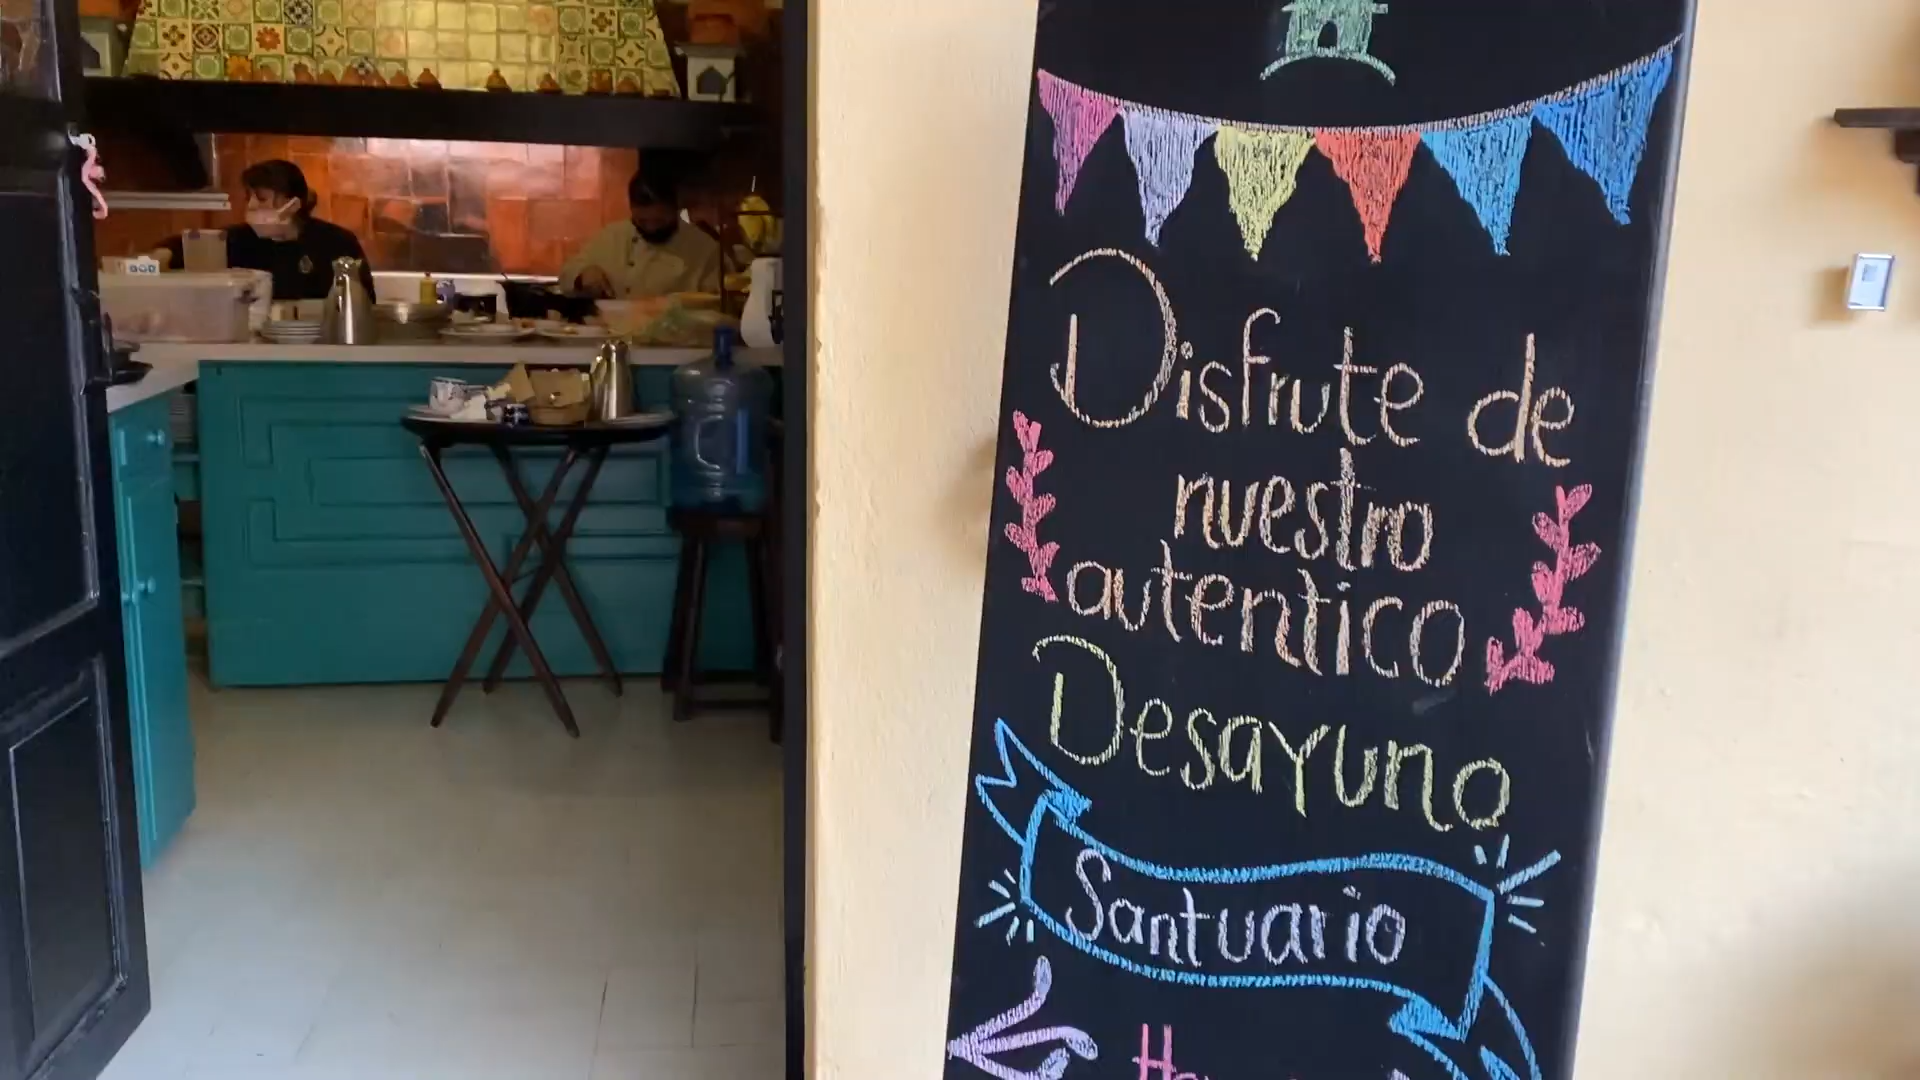 Disfrute de
nuestro
autentico
Desayuno
Santuario